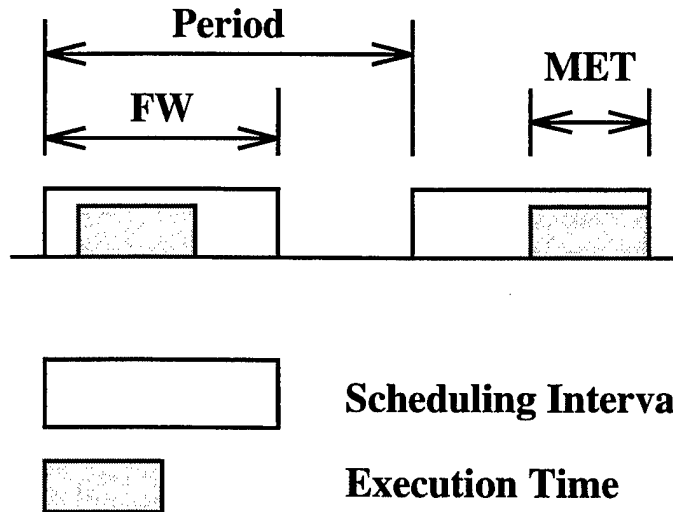 Period
FW
MET
Scheduling Interva
Execution Time